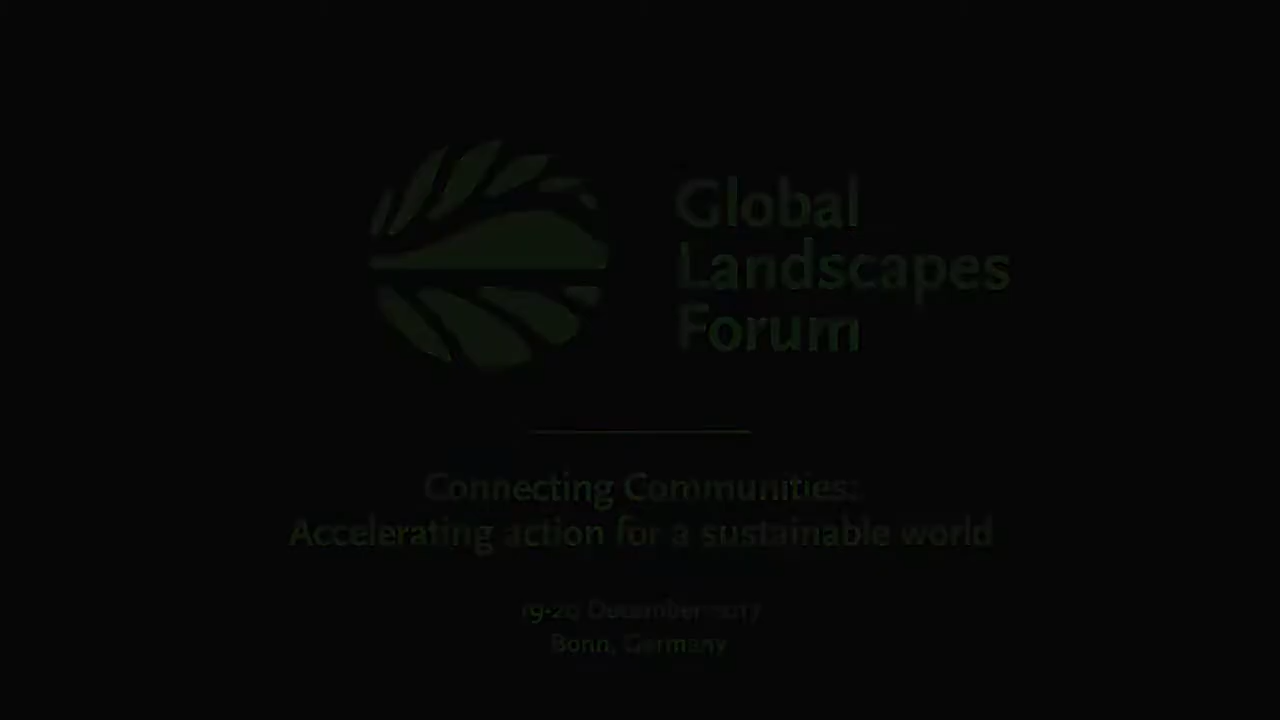 Global
Landscapes
Forum
Connecting Communities:
Accelerating action for a sustainable world
19-20 December 2017
Bonn, Germany